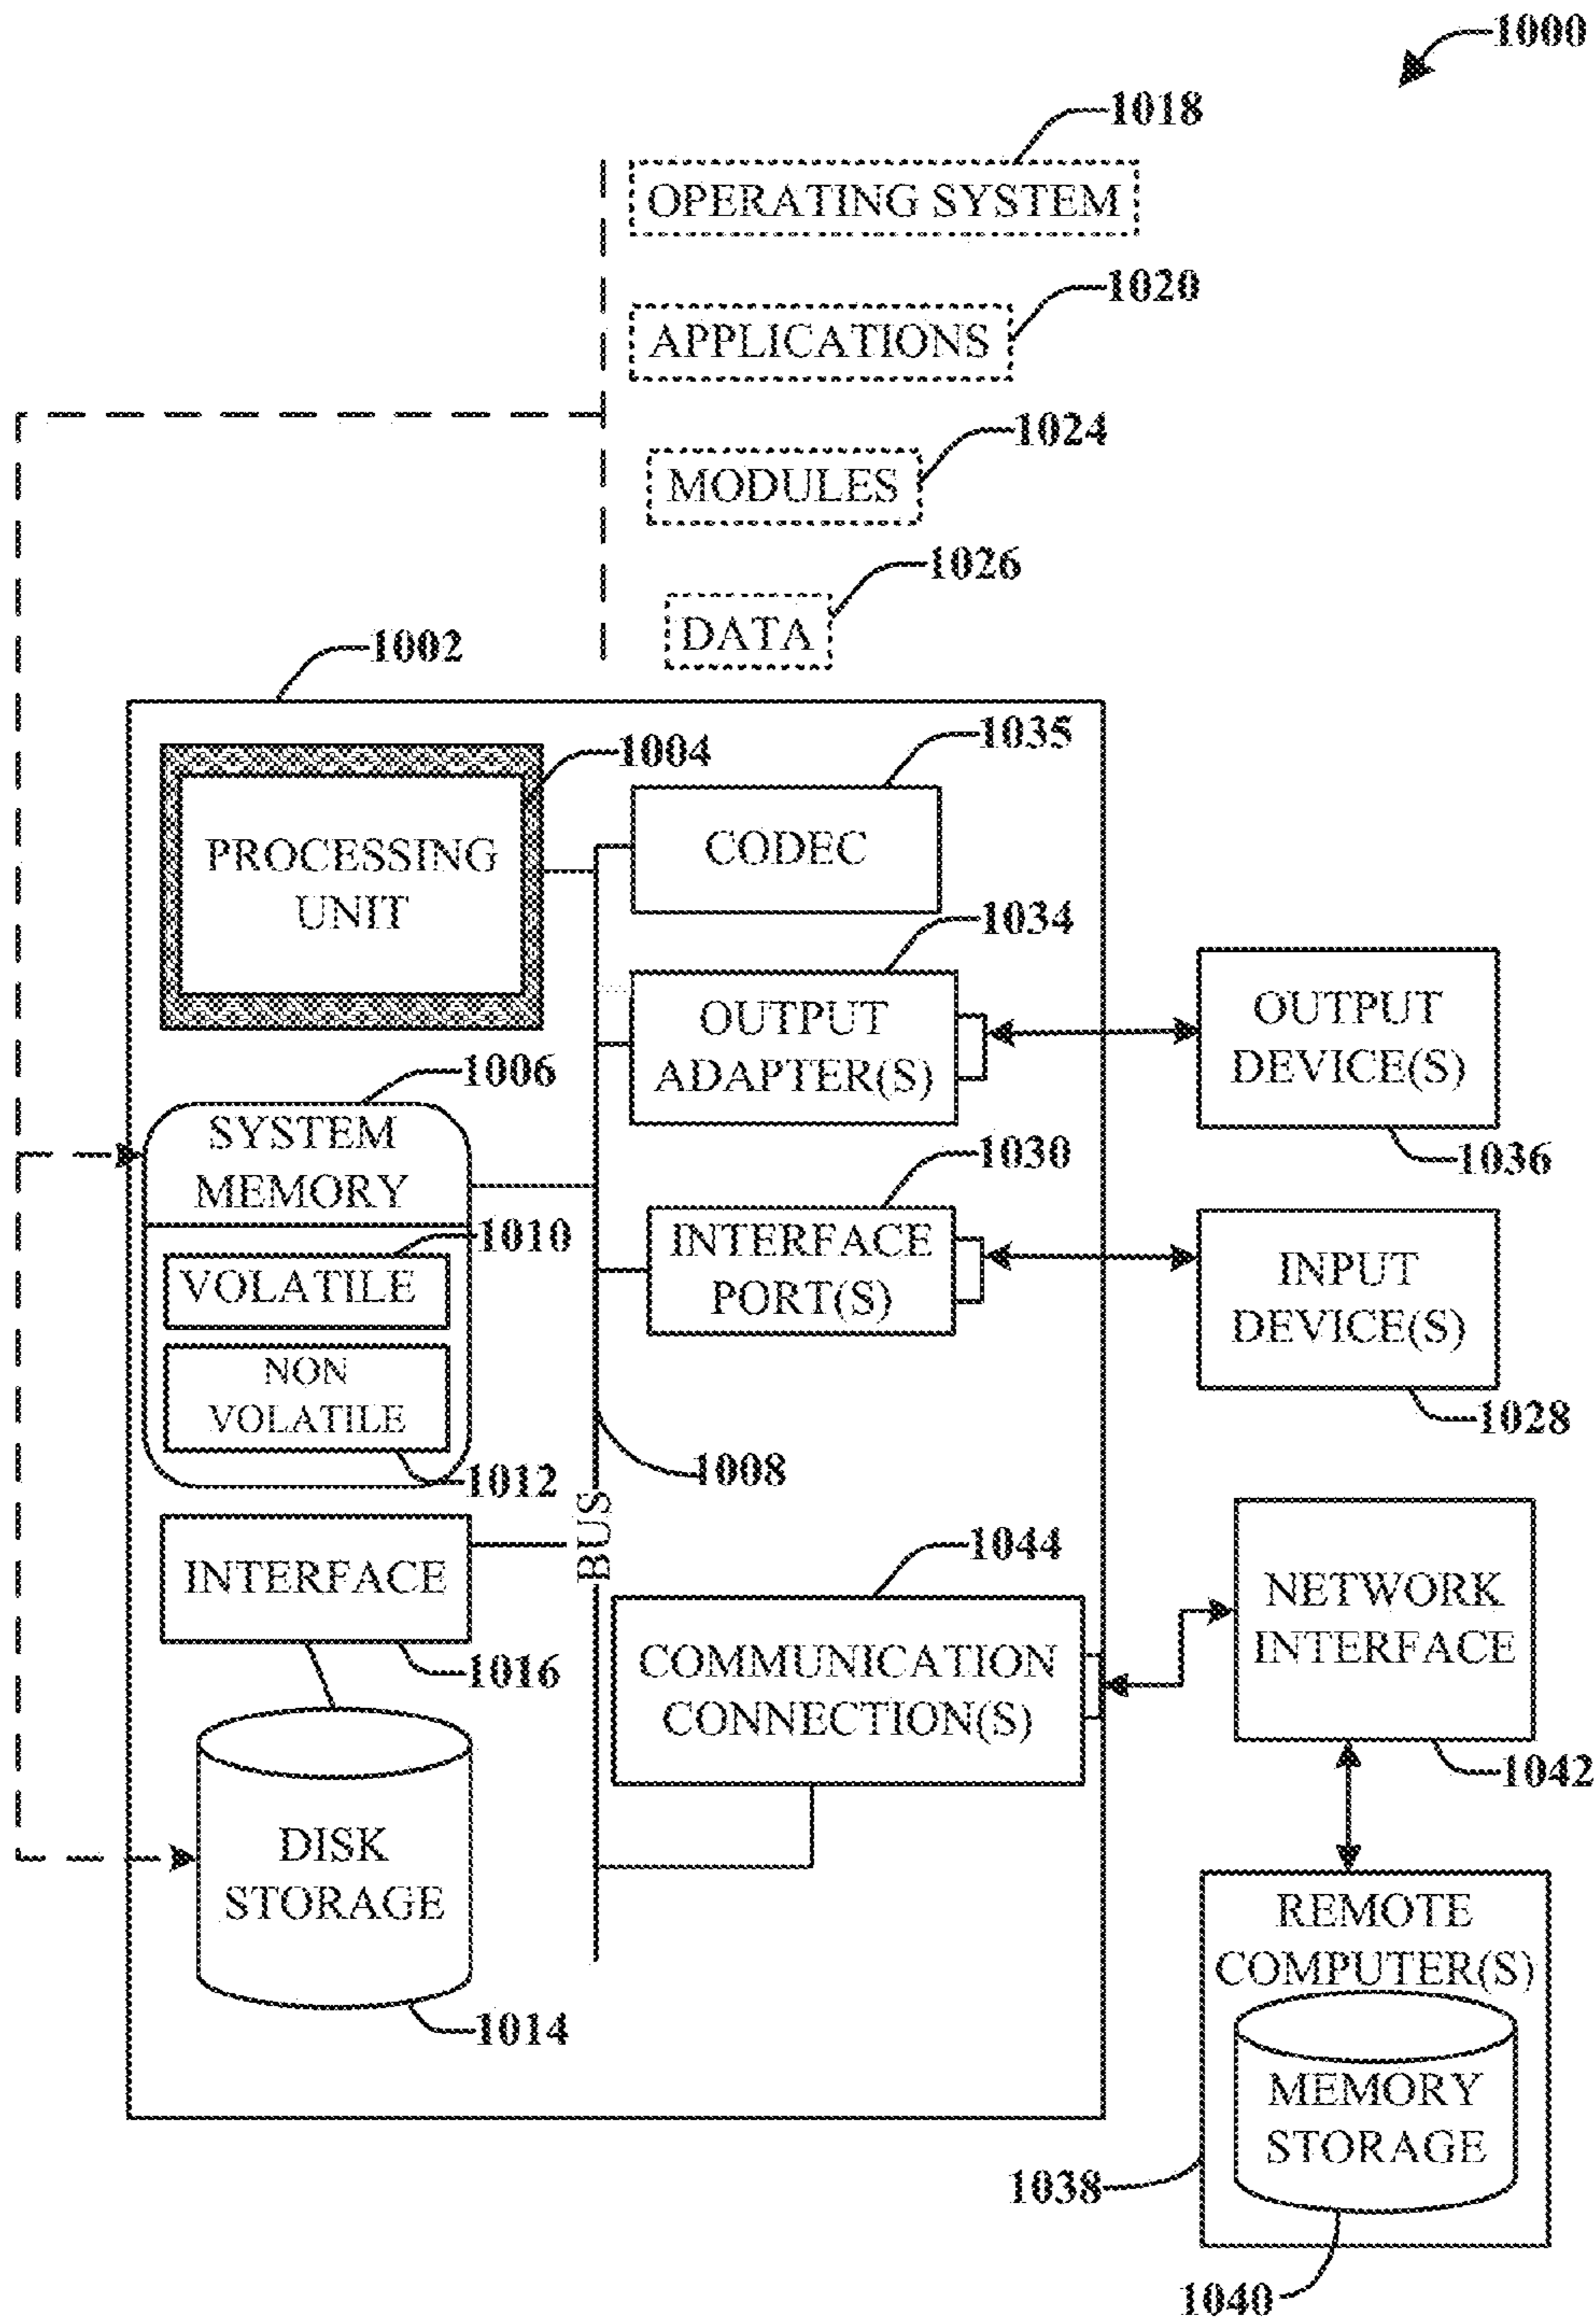 1000
1018
OPERATING SYSTEM
1020
APPLICATIONS
1024
MODULES
1026
DATA
1002
1035
1004
CODEC
PROCESSING
UNIT
1034
OUTPUT
ADAPTER(S)
OUTPUT
DEVICE(S)
1036
1006
SYSTEM
MEMORY
1030
INTERFACE
PORT(S)
INPUT
DEVICE(S)
1028
1010
VOLATILE
NON
VOLATILE
1012
1008
BUS
1044
INTERFACE
1016
COMMUNICATION
CONNECTION(S)
NETWORK
INTERFACE
1042
DISK
STORAGE
1014
REMOTE
COMPUTER(S)
MEMORY
STORAGE
1038
1040